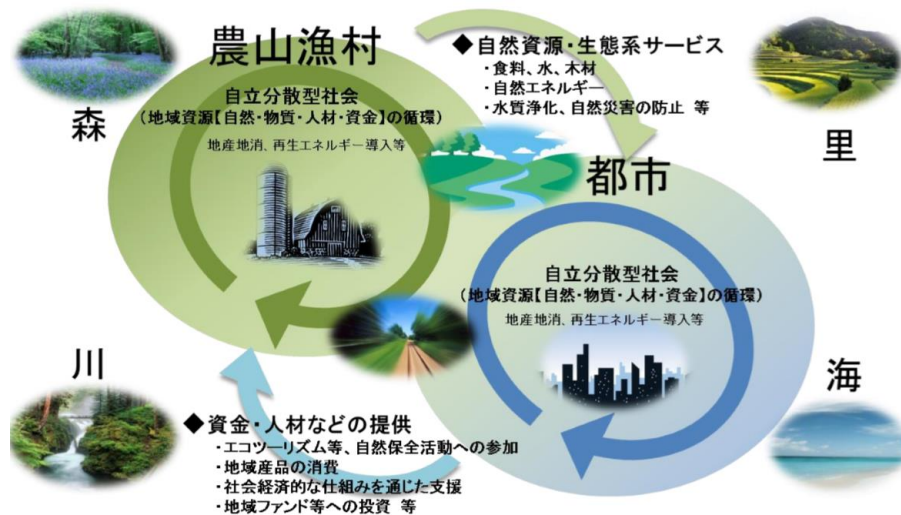 農山漁村
自立分散型社会
（地域資源【自然・物質・人材・資金】の循環）
地産地消、再生エネルギー導入等
◆自然資源・生態系サービス
・食料、水、木材
・自然エネルギー
・水質浄化、自然災害の防止 等
森
里
都市
自立分散型社会
（地域資源【自然・物質・人材・資金】の循環）
地産地消、再生エネルギー導入等
川
海
◆資金・人材などの提供
・エコツーリズム等、自然保全活動への参加
・地域産品の消費
・社会経済的な仕組みを通じた支援
・地域ファンド等への投資 等